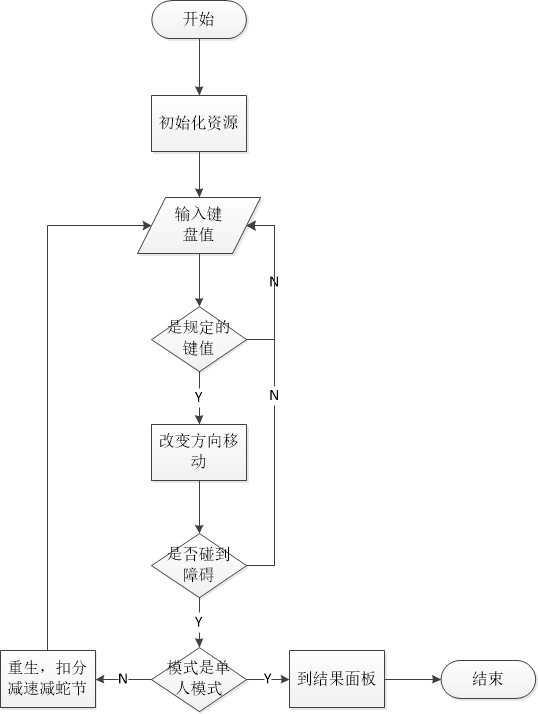 开始
初始化资源
输入键
盘值
N
是规定的
键值
Y
N
改变方向移
动
是否碰到
障碍
Y
重生，扣分
减速减蛇节
N
模式是单
人模式
Y
到结果面板
结束